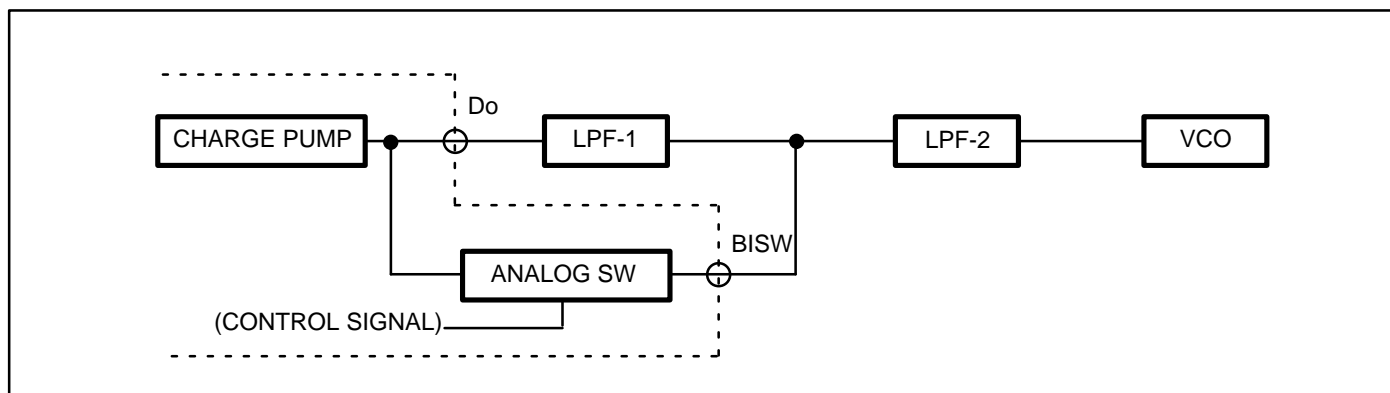 Do
CHARGE PUMP
LPF-1
LPF-2
VCO
BISW
ANALOG SW
(CONTROL SIGNAL)